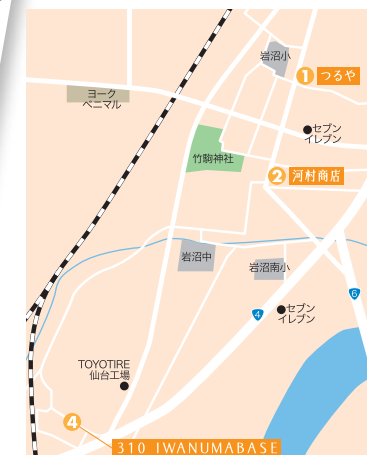 岩沼小
1 つるや
ヨーク
ベニマル
セブン
イレブン
竹駒神社
2 河村商店
岩沼中
岩沼南小
6
4
セブン
イレブン
TOYOTIRE
仙台工場
4
310 IWANUMABASE